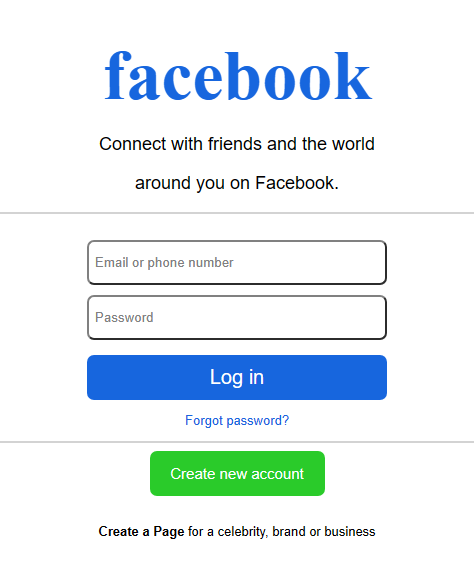 facebook
Connect with friends and the world
around you on Facebook.
Email or phone number
Password
Log in
Forgot password?
Create new account
Create a Page for a celebrity, brand or business